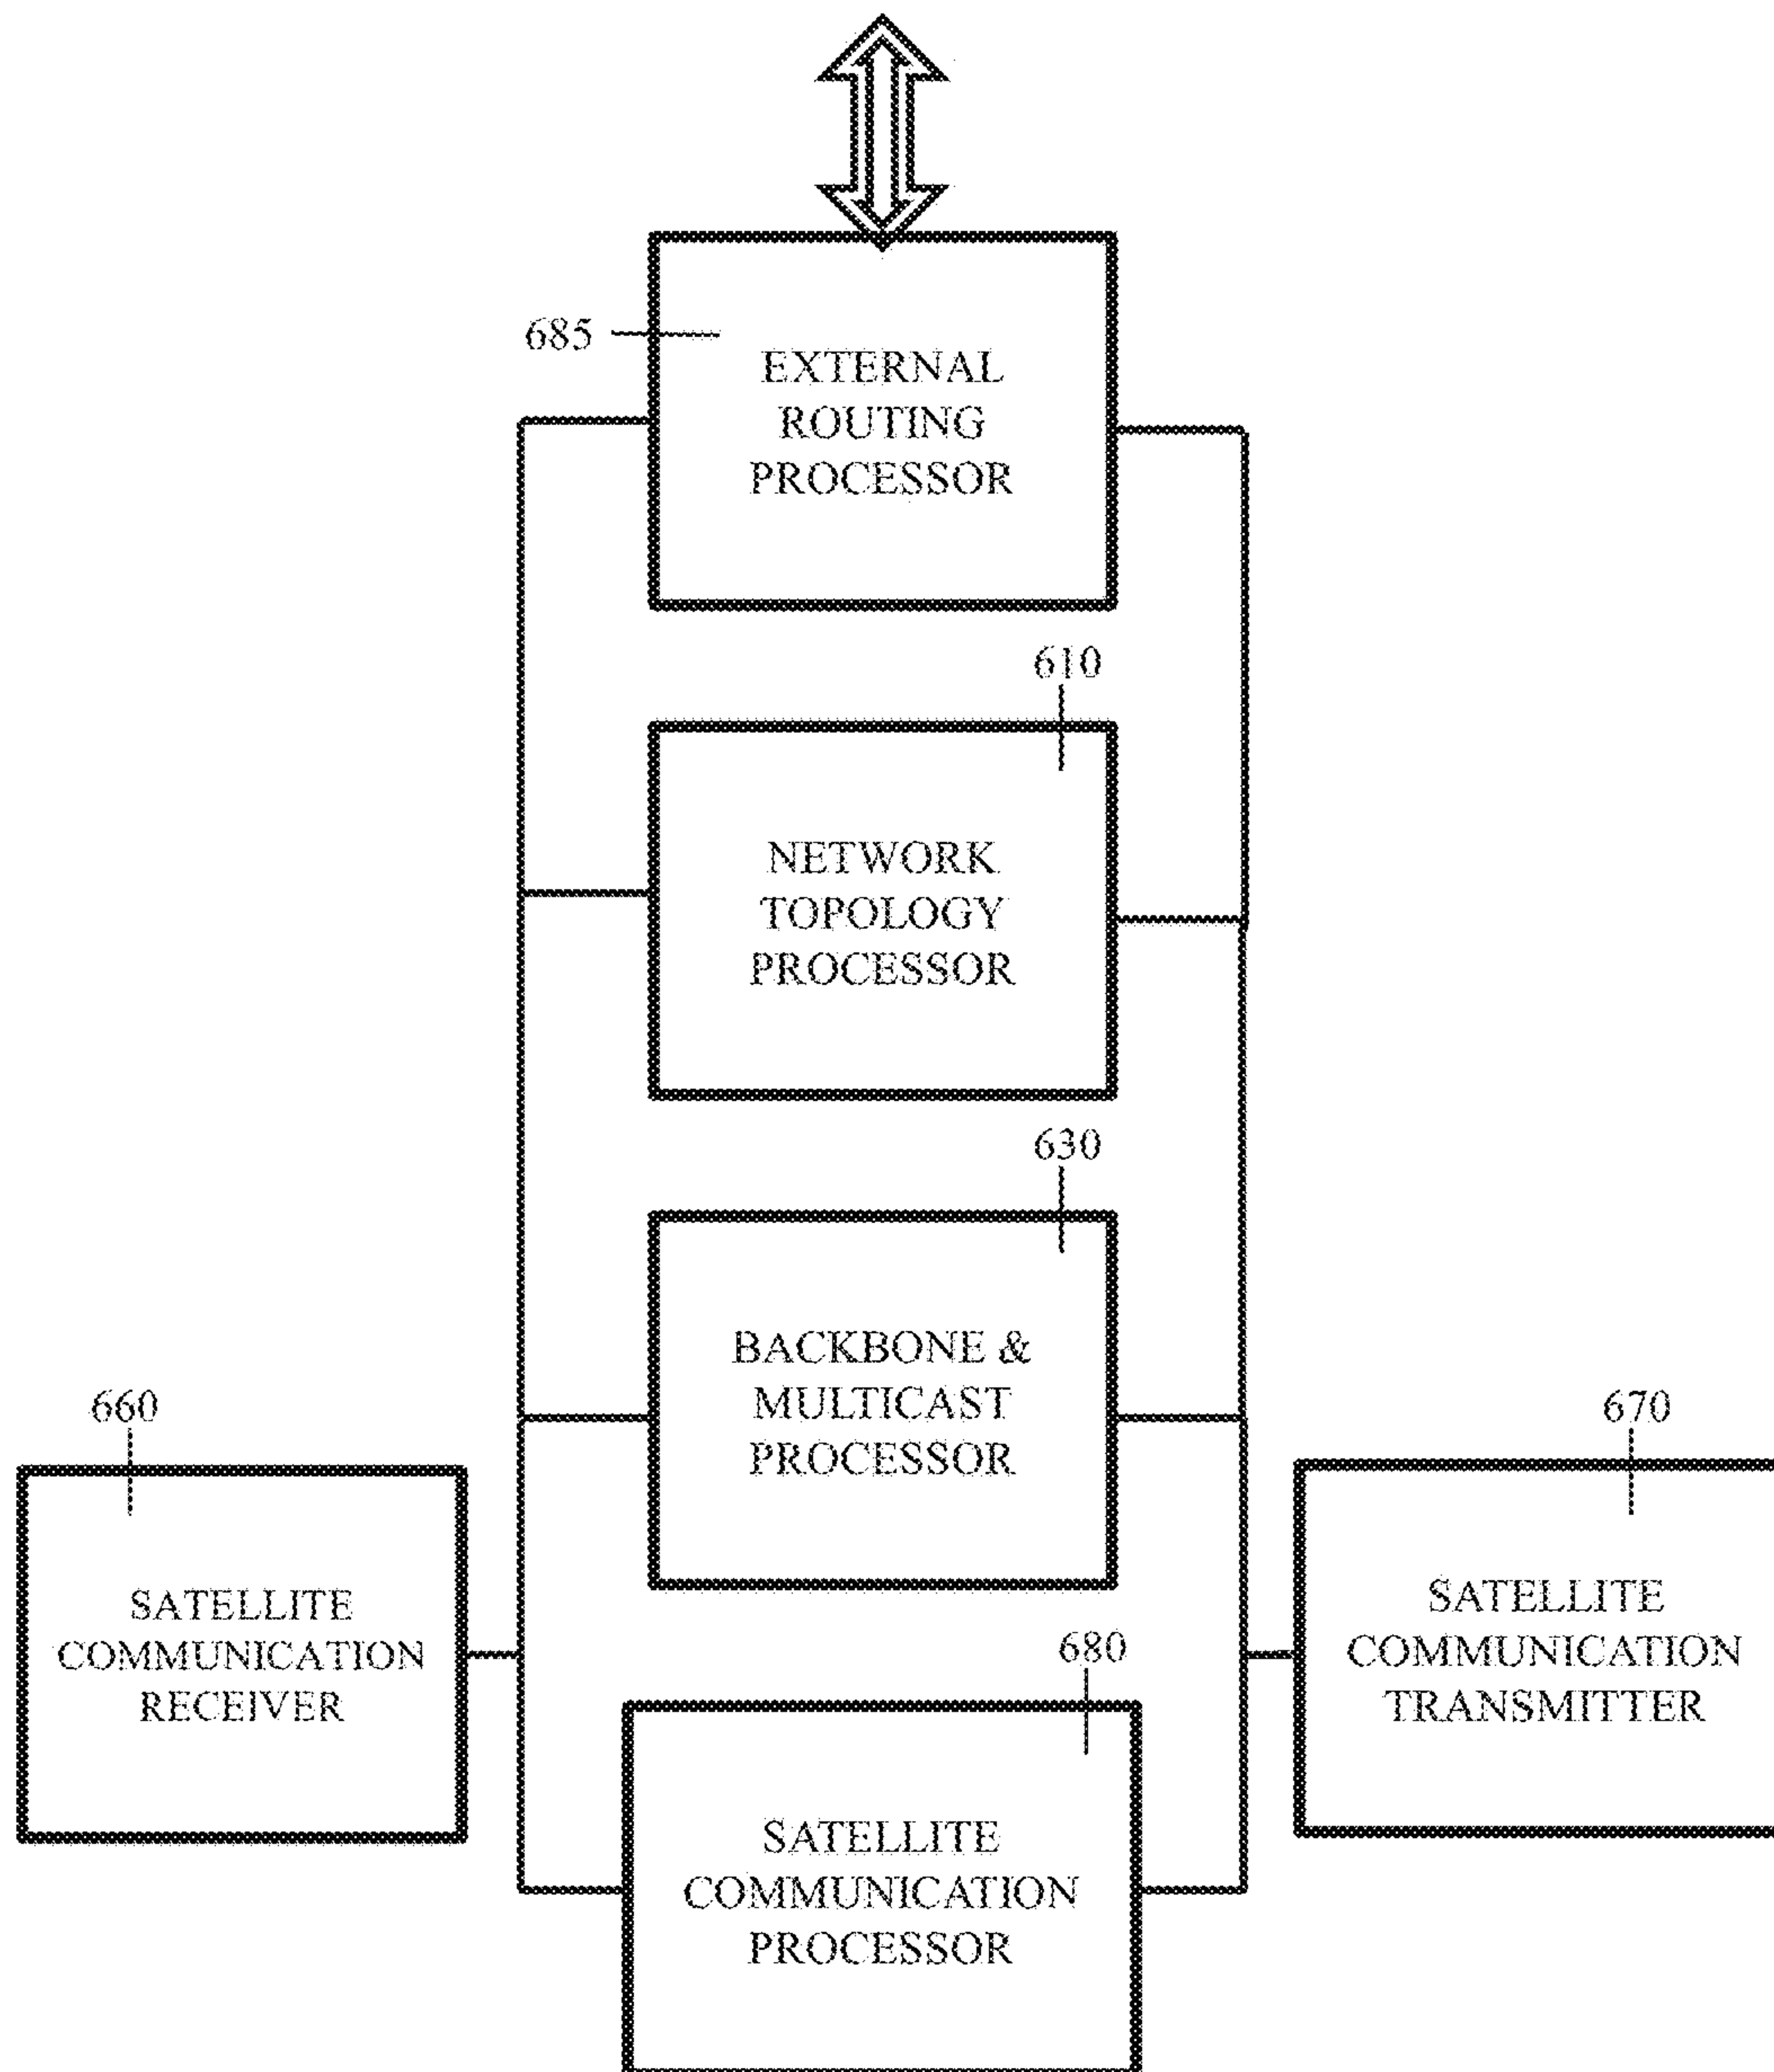 685
EXTERNAL
ROUTING
PROCESSOR
610
NETWORK
TOPOLOGY
PROCESSOR
630
BACKBONE &
MULTICAST
PROCESSOR
660
SATELLITE
COMMUNICATION
RECEIVER
670
SATELLITE
COMMUNICATION
TRANSMITTER
680
SATELLITE
COMMUNICATION
PROCESSOR